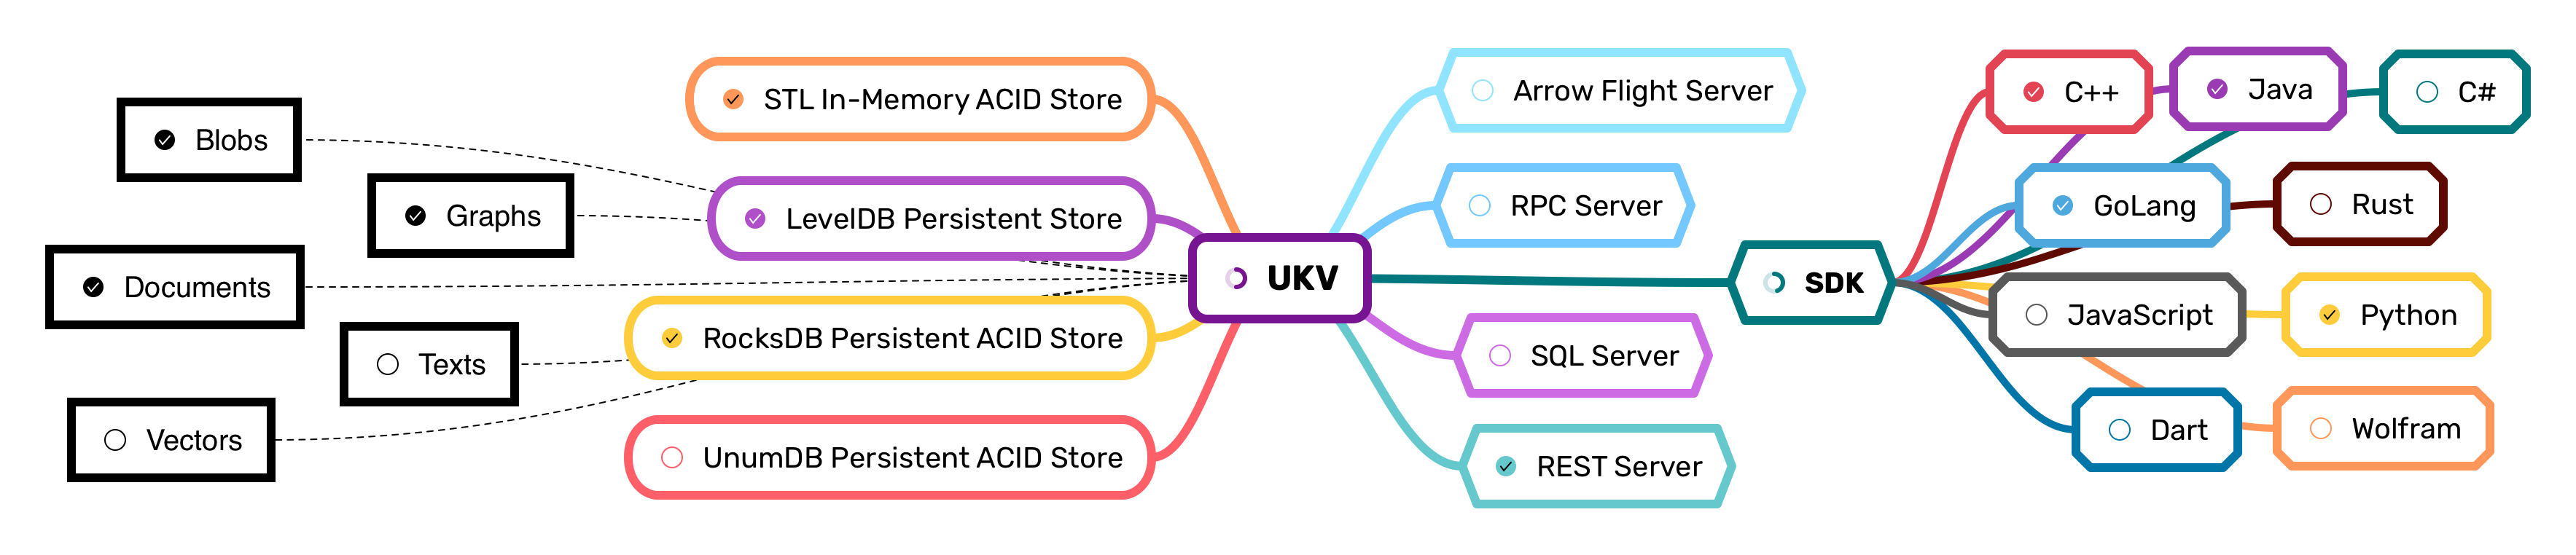 Blobs
Graphs
Documents
Texts
Vectors
STL In-Memory ACID Store
LevelDB Persistent Store
RocksDB Persistent ACID Store
UnumDB Persistent ACID Store
UKV
Arrow Flight Server
RPC Server
SDK
SQL Server
REST Server
C++
Java
C#
GoLang
Rust
JavaScript
Python
Dart
Wolfram